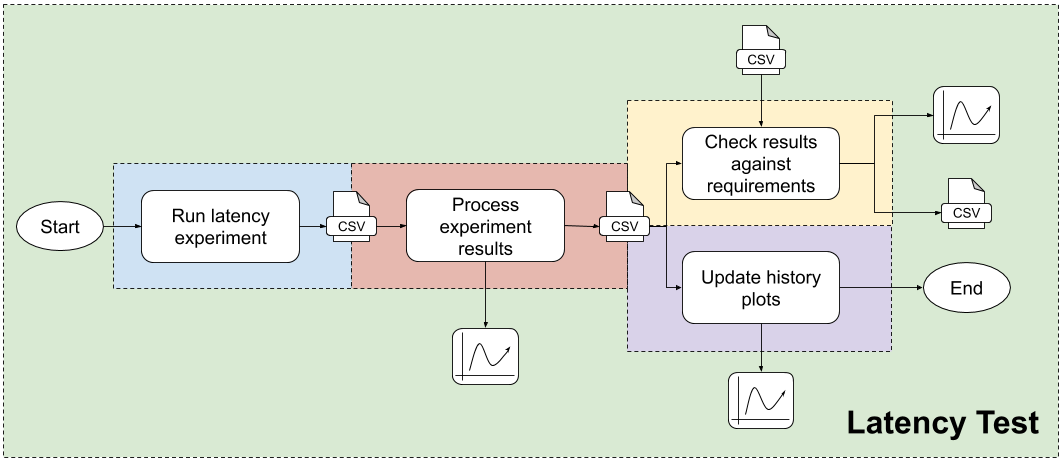 CSV
Check results
against
requirements
CSV
Start
Run latency
experiment
CSV
Process
experiment
results
CSV
Update history
plots
End
Latency Test